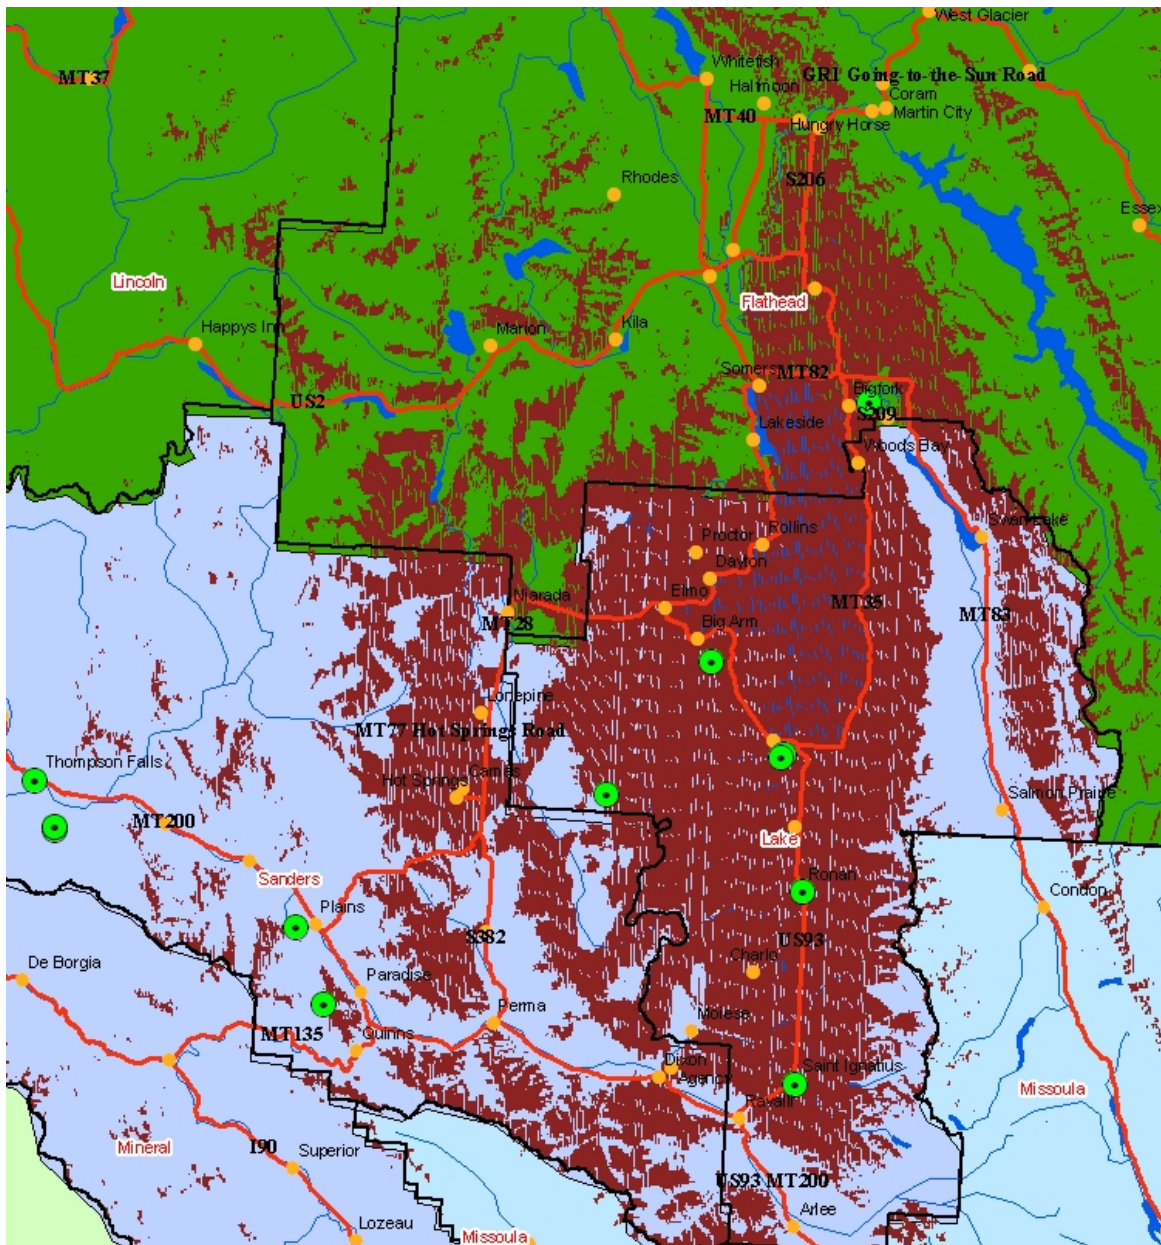 West Glacier
MT37
Whitefish
GR1 Going-to-the-Sun Road
Halfmoon
Coram
MT40
Martin City
Hungry Horse
Rhodes
S206
Essex
Lincoln
Flathead
Happys Inn
Marion
Kila
Somers
MT82
US2
Bigfork
S209
Lakeside
Woods Bay
Swan Lake
Proctor
Rollins
Dayton
Niarada
Elmo
MT35
MT83
MT28
Big Arm
Lonepine
MT77 Hot Springs Road
Thompson Falls
Hot Springs
Camas
Salmon Prairie
MT200
Lake
Sanders
Ronan
Condon
Plains
S382
US93
Charlo
De Borgia
Paradise
Perma
Moiese
MT135
Quinns
Dixon
Agency
Saint Ignatius
Missoula
Ravalli
Mineral
I90
Superior
US93 MT200
Arlee
Lozeau
Missoula